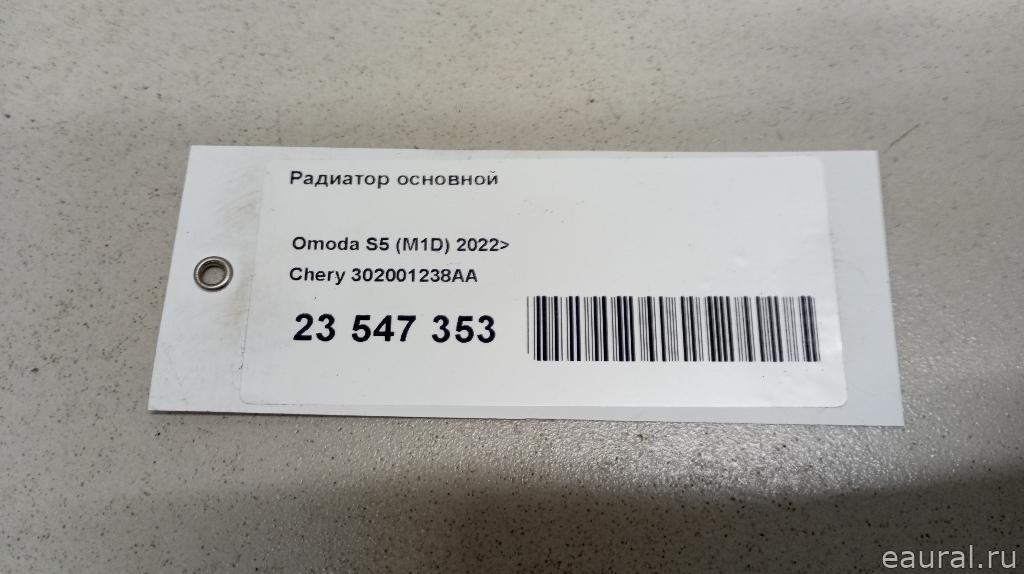 Радиатор основной
Omoda S5 (M1D) 2022>
Chery 302001238AA
23 547 353
eaural.ru